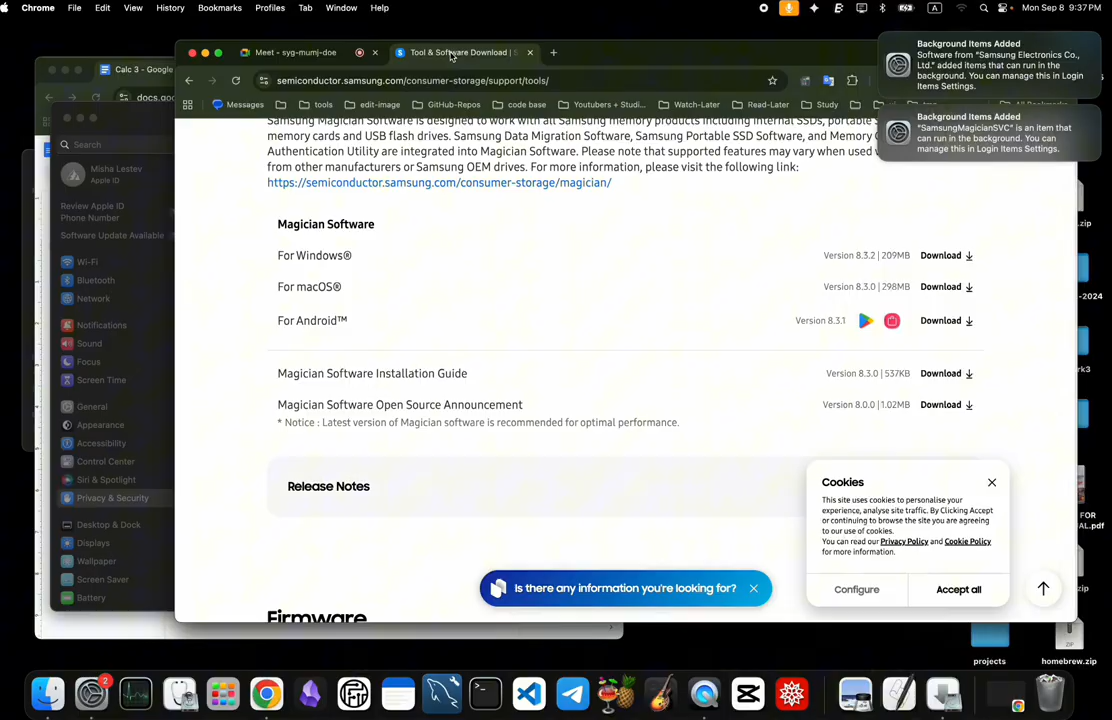 Chrome File Edit View History Bookmarks Profiles Tab Window Help
A
Mon Sep 8 9:37 PM
Calc 3 - Google
docs.goo
Meet - syg-mumj-doe
Tool & Software Download |
semiconductor.samsung.com/consumer-storage/support/tools/
Messages
tools
edit-image
GitHub-Repos
code base
Youtubers + Studi...
Watch-Later
Read-Later
Study
Background Items Added
Software from "Samsung Electronics Co.,
Ltd." added items that can run in the
background. You can manage this in Login
Items Settings.
Background Items Added
"SamsungMagicianSVC" is an item that
can run in the background. You can
manage this in Login Items Settings.
Search
Misha Lestev
Apple ID
Review Apple ID
Phone Number
Software Update Available
Wi-Fi
Bluetooth
Network
Notifications
Sound
Focus
Screen Time
General
Appearance
Accessibility
Control Center
Siri & Spotlight
Privacy & Security
Desktop & Dock
Displays
Wallpaper
Screen Saver
Battery
Samsung Magician Software is designed to work with all Samsung memory products including internal SSDs, portable
memory cards and USB flash drives. Samsung Data Migration Software, Samsung Portable SSD Software, and Memory C
Authentication Utility are integrated into Magician Software. Please note that supported features may vary when used
from other manufacturers or Samsung OEM drives. For more information, please visit the following link:
https://semiconductor.samsung.com/consumer-storage/magician/
Magician Software
For Windows® Version 8.3.2 | 209MB Download
For macOS® Version 8.3.0 | 298MB Download
For Android™ Version 8.3.1 Download
Magician Software Installation Guide Version 8.3.0 | 537KB Download
Magician Software Open Source Announcement Version 8.0.0 | 1.02MB Download
* Notice : Latest version of Magician software is recommended for optimal performance.
Release Notes
Cookies
This site uses cookies to personalise your
experience, analyse site traffic. By Clicking Accept
or continuing to browse the site you are agreeing
to our use of cookies.
You can read our Privacy Policy and Cookie Policy
for more information.
Configure Accept all
Is there any information you're looking for?
Firmware
.zip
-2024
rk3
FOR
AL.pdf
zip
projects
ZIP
homebrew.zip
2